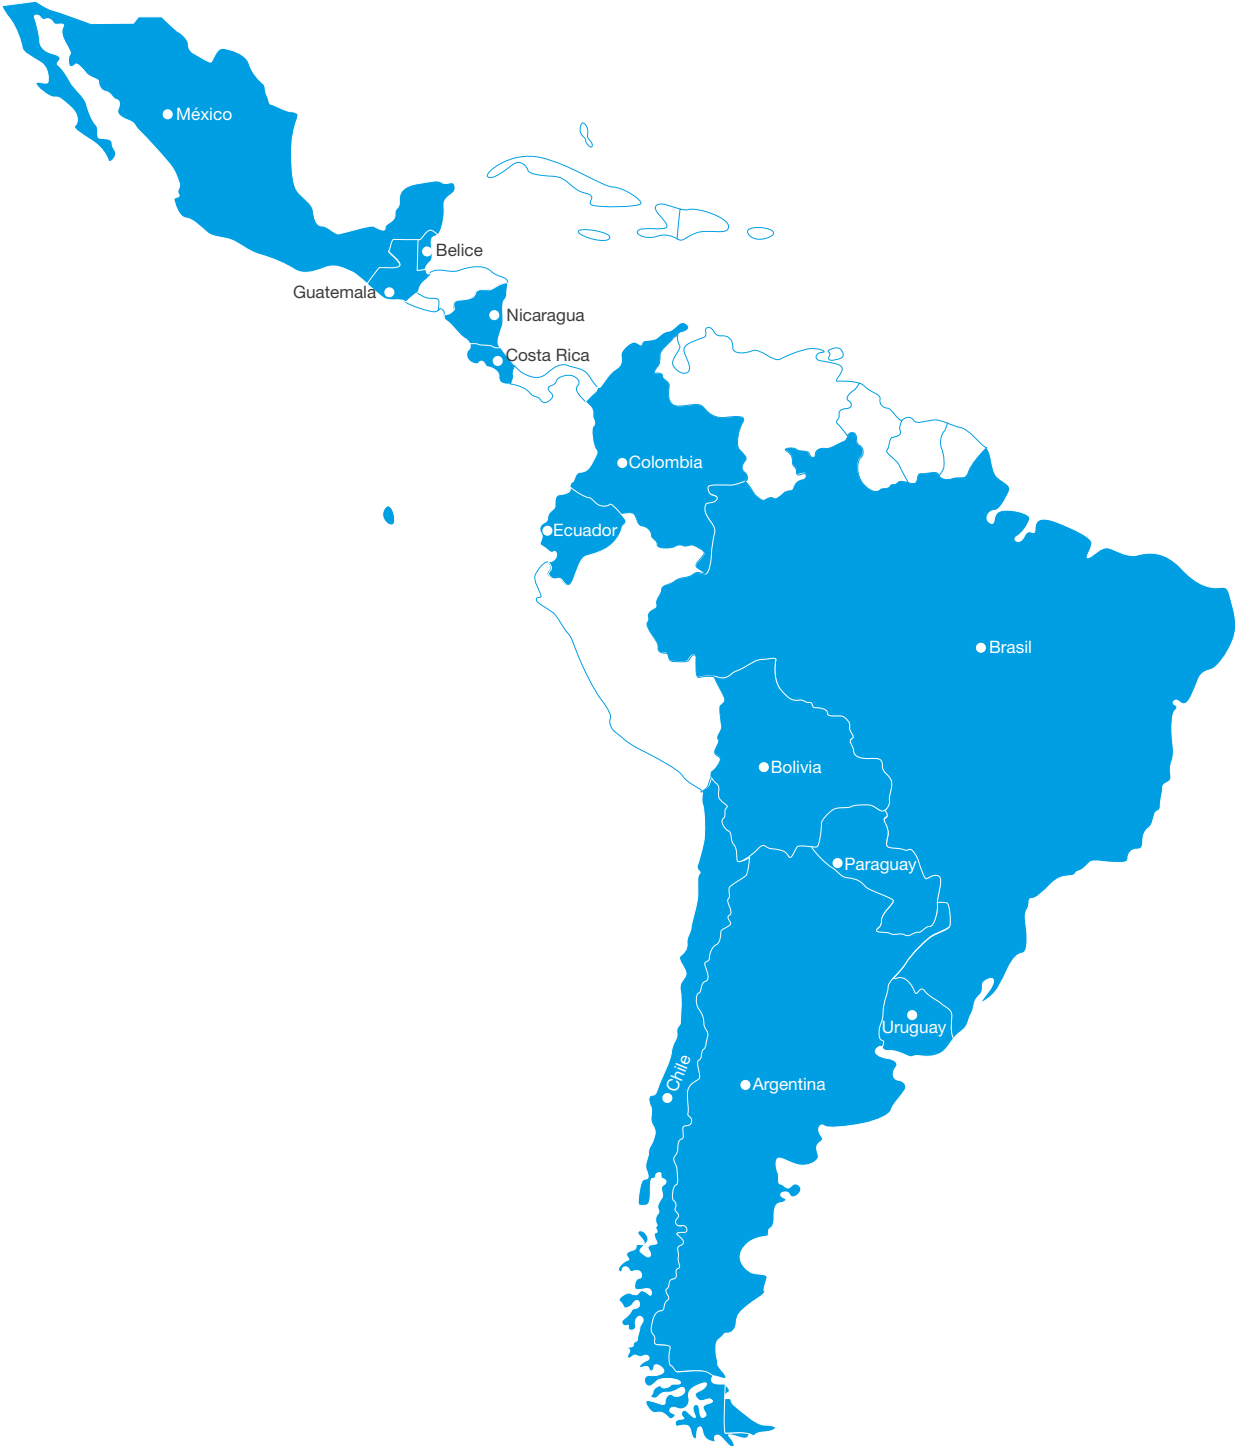 México
Belice
Guatemala
Nicaragua
Costa Rica
Colombia
Ecuador
Brasil
Bolivia
Paraguay
Uruguay
Chile
Argentina